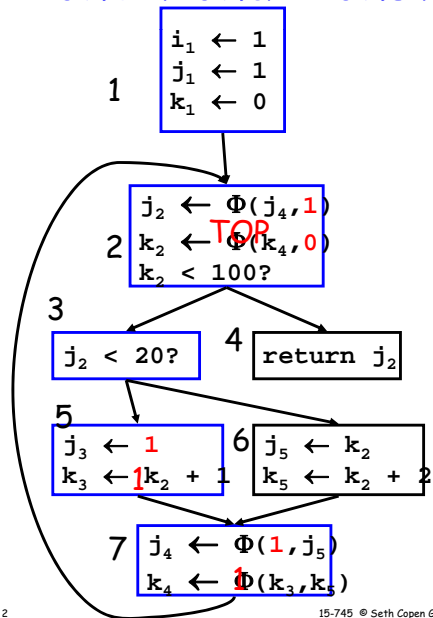 1
i₁ ← 1
j₁ ← 1
k₁ ← 0
2
j₂ ← Φ(j₄,1)
TOP
k₂ ← Φ(k₄,0)
k₂ < 100?
3
j₂ < 20?
4
return j₂
5
j₃ ← 1
k₃ ← k₂ + 1
1
6
j₅ ← k₂
k₅ ← k₂ + 2
7
j₄ ← Φ(1,j₅)
k₄ ← Φ(k₃,k₅)
1
2
15-745 © Seth Copen G